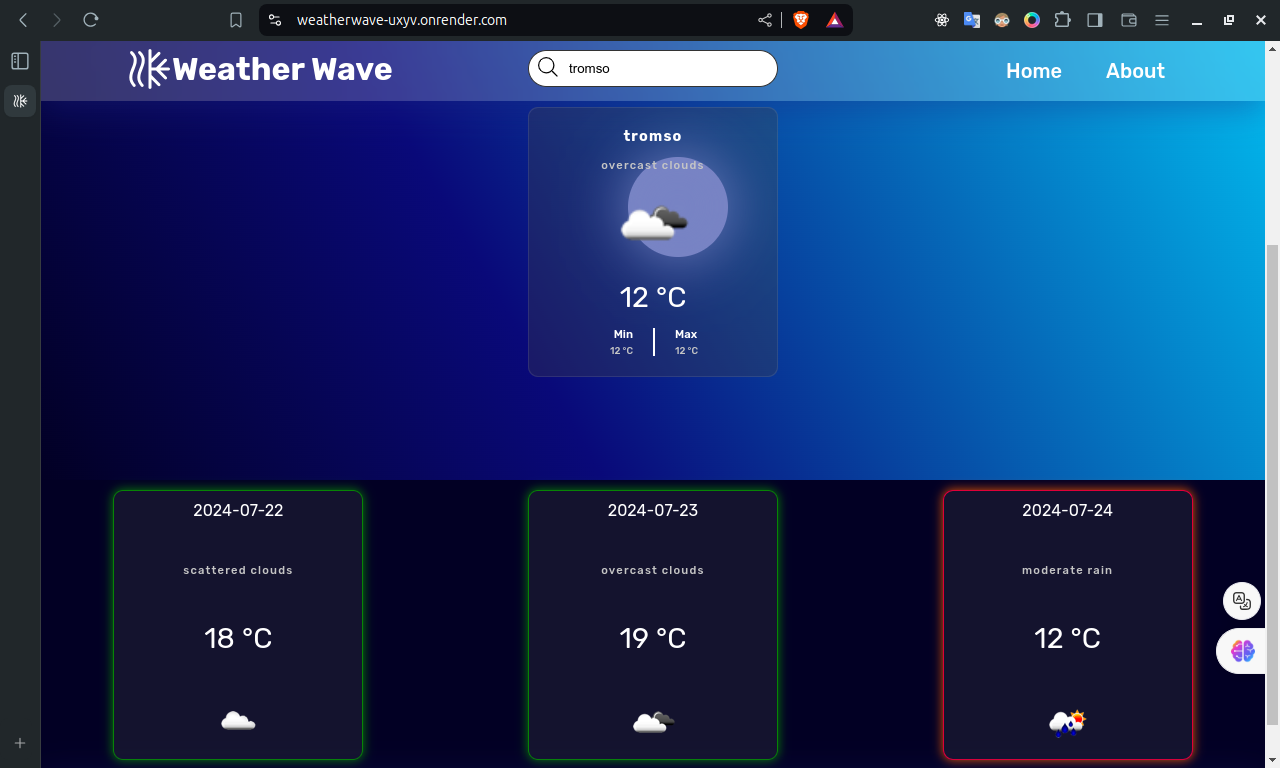 weatherwave-uxyv.onrender.com
Weather Wave
tromso
Home
About
tromso
overcast clouds
12 °C
Min
Max
12 °C
12 °C
2024-07-22
2024-07-23
2024-07-24
scattered clouds
overcast clouds
moderate rain
18 °C
19 °C
12 °C